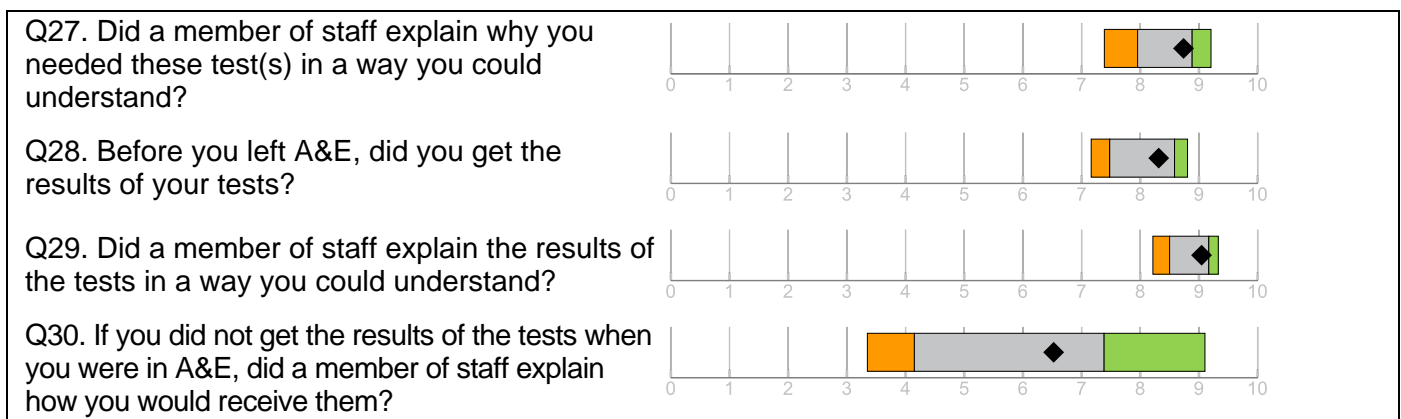 Q27. Did a member of staff explain why you
needed these test(s) in a way you could
understand?
0 1 2 3 4 5 6 7 8 9 10
Q28. Before you left A&E, did you get the
results of your tests?
0 1 2 3 4 5 6 7 8 9 10
Q29. Did a member of staff explain the results of
the tests in a way you could understand?
0 1 2 3 4 5 6 7 8 9 10
Q30. If you did not get the results of the tests when
you were in A&E, did a member of staff explain
how you would receive them?
0 1 2 3 4 5 6 7 8 9 10